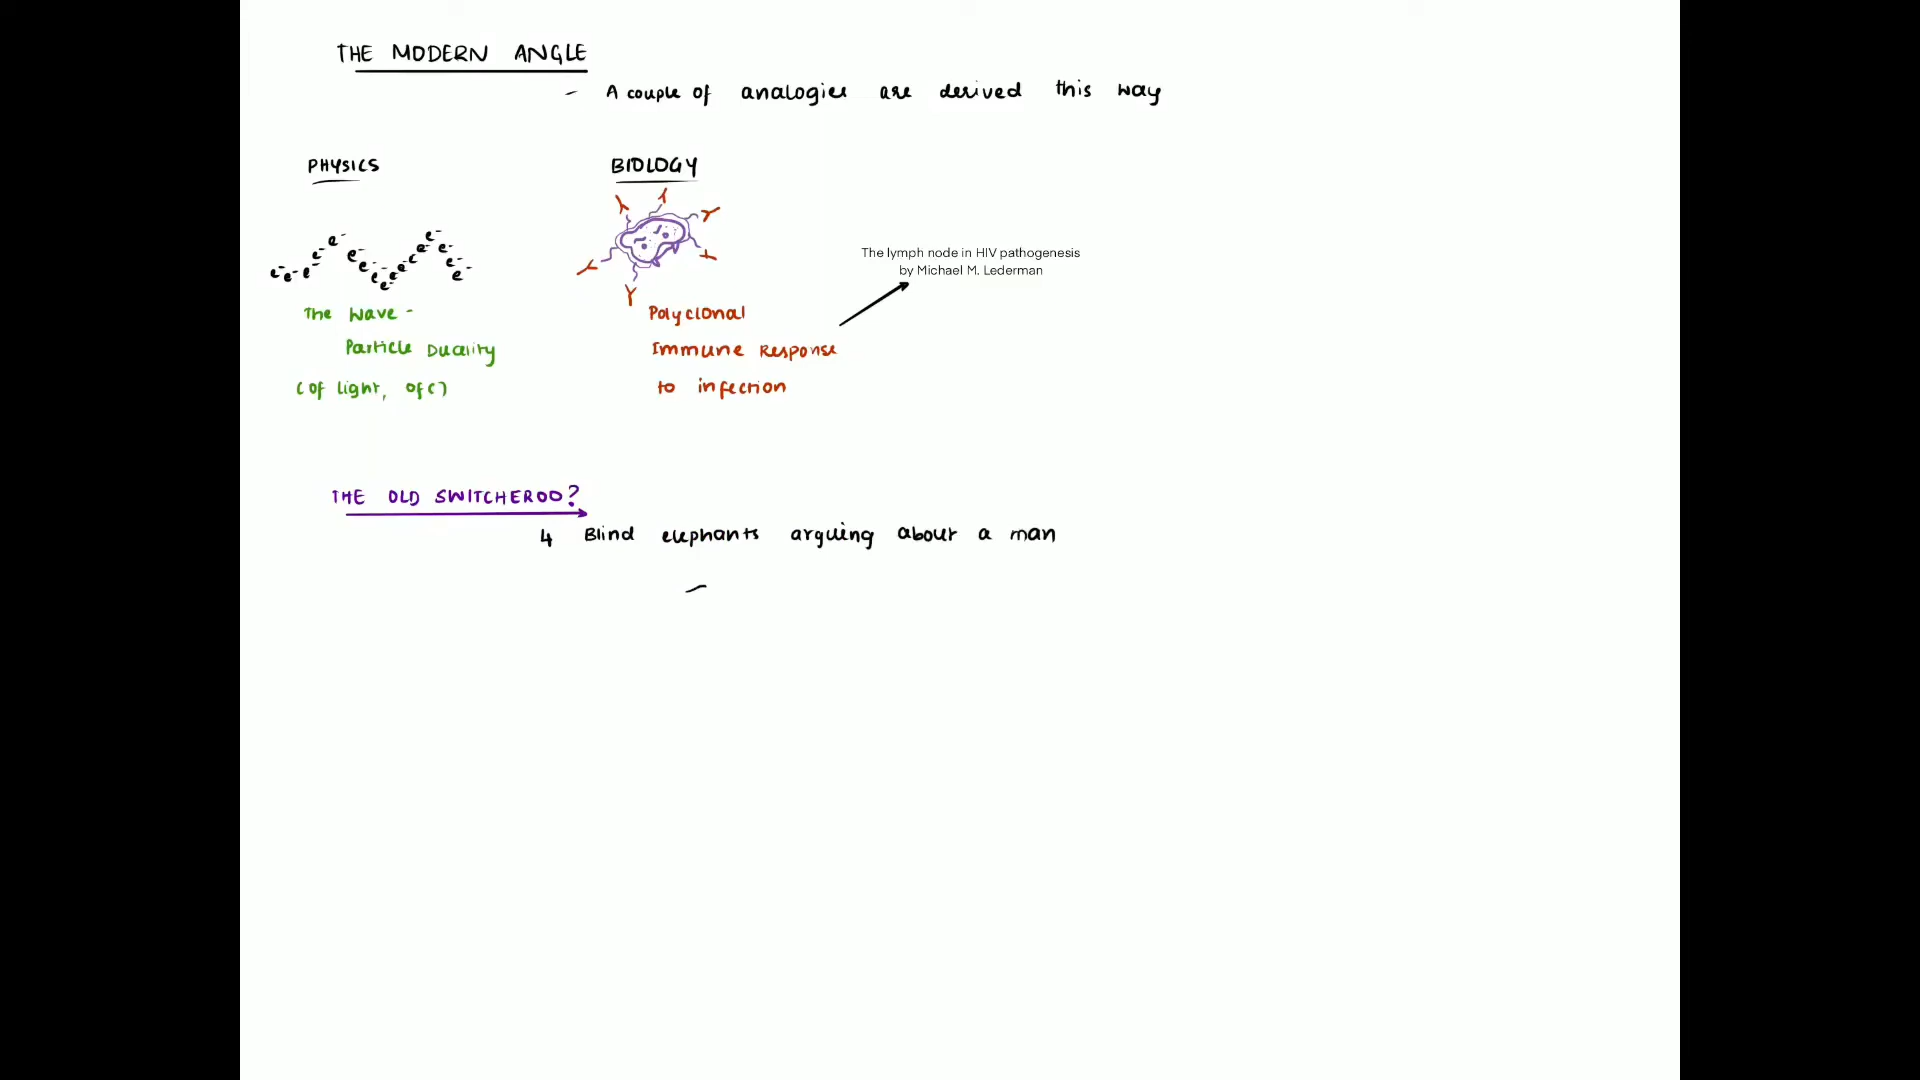 THE MODERN ANGLE
- A couple of analogies are derived this way
PHYSICS
BIOLOGY
e- e- e- e- e- e- e- e- e- e- e- e- e- e- e- e- e- e-
The lymph node in HIV pathogenesis
by Michael M. Lederman
The Wave -
Particle Duality
(of light, ofc)
Polyclonal
Immune Response
to infection
THE OLD SWITCHEROO?
4 Blind elephants arguing about a man